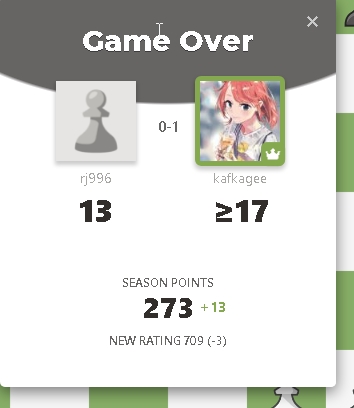 Game Over
×
0-1
rj996
kafkagee
13
≥17
SEASON POINTS
273 +13
NEW RATING 709 (-3)